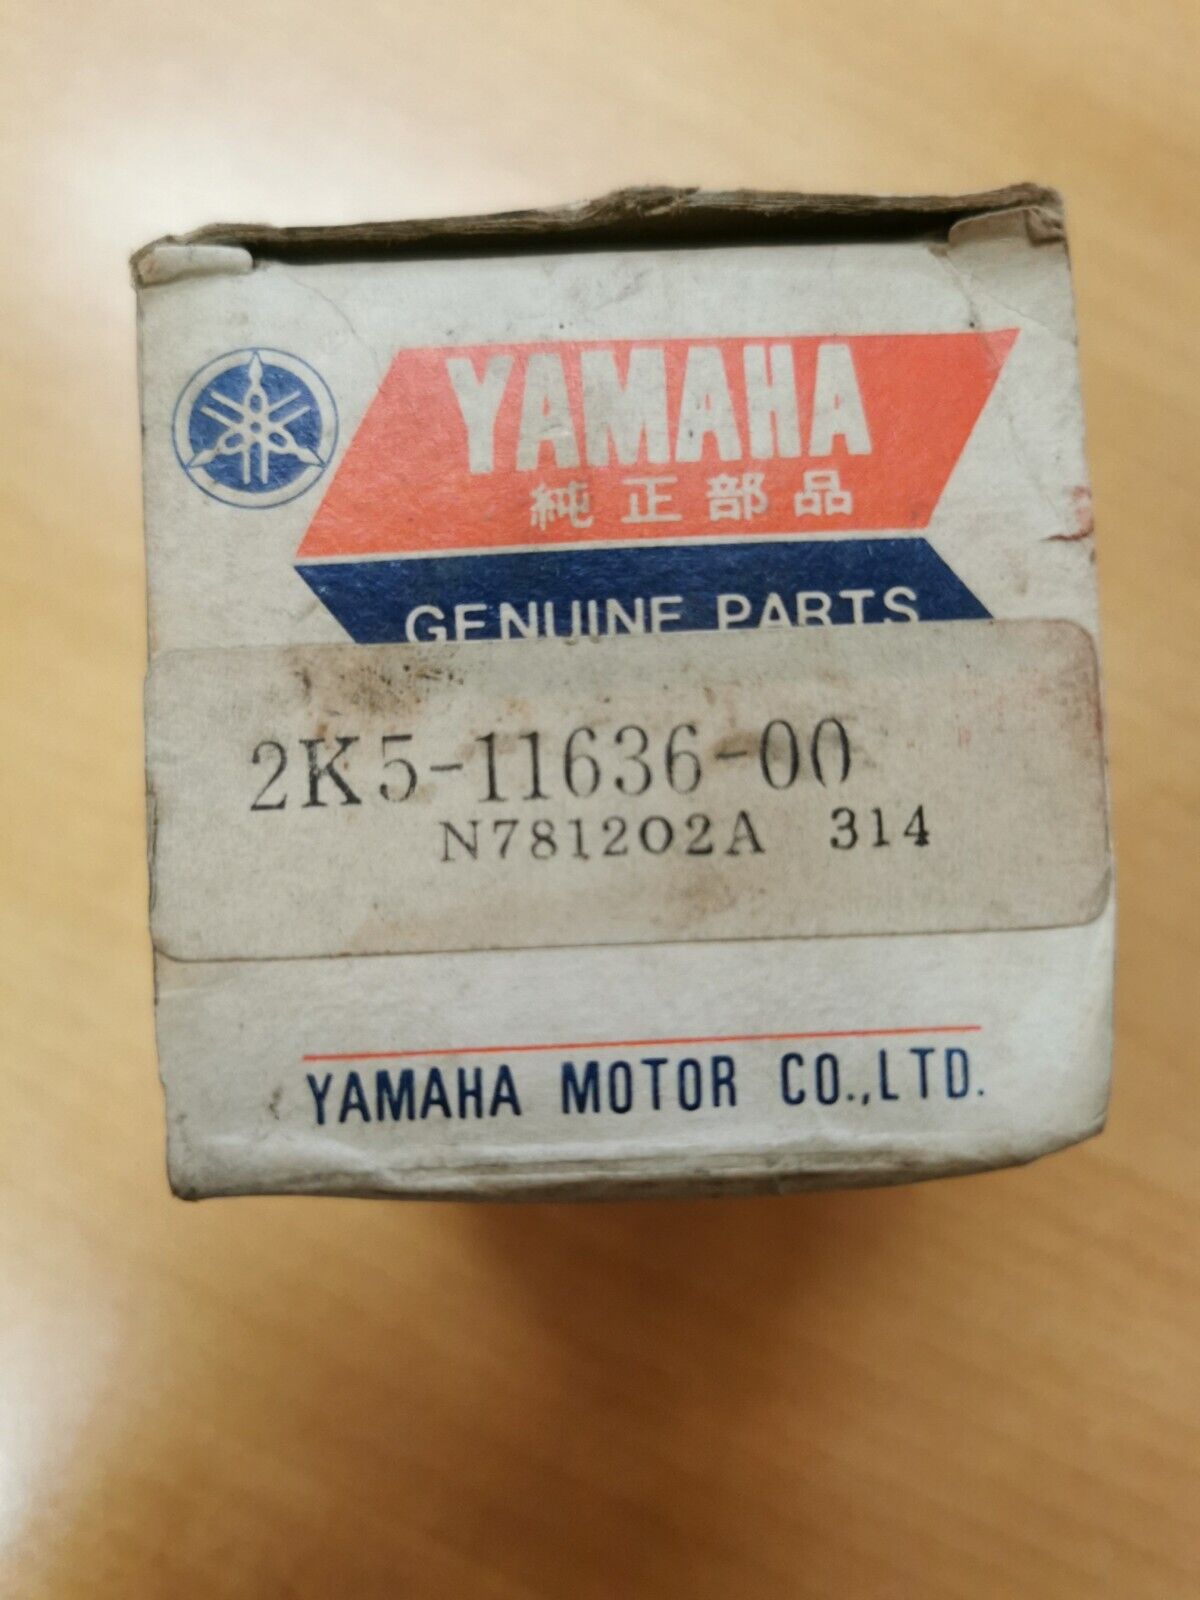 YAMAHA
純正部品
GENUINE PARTS
2K5-11636-00
N781202A 314
YAMAHA MOTOR CO.,LTD.